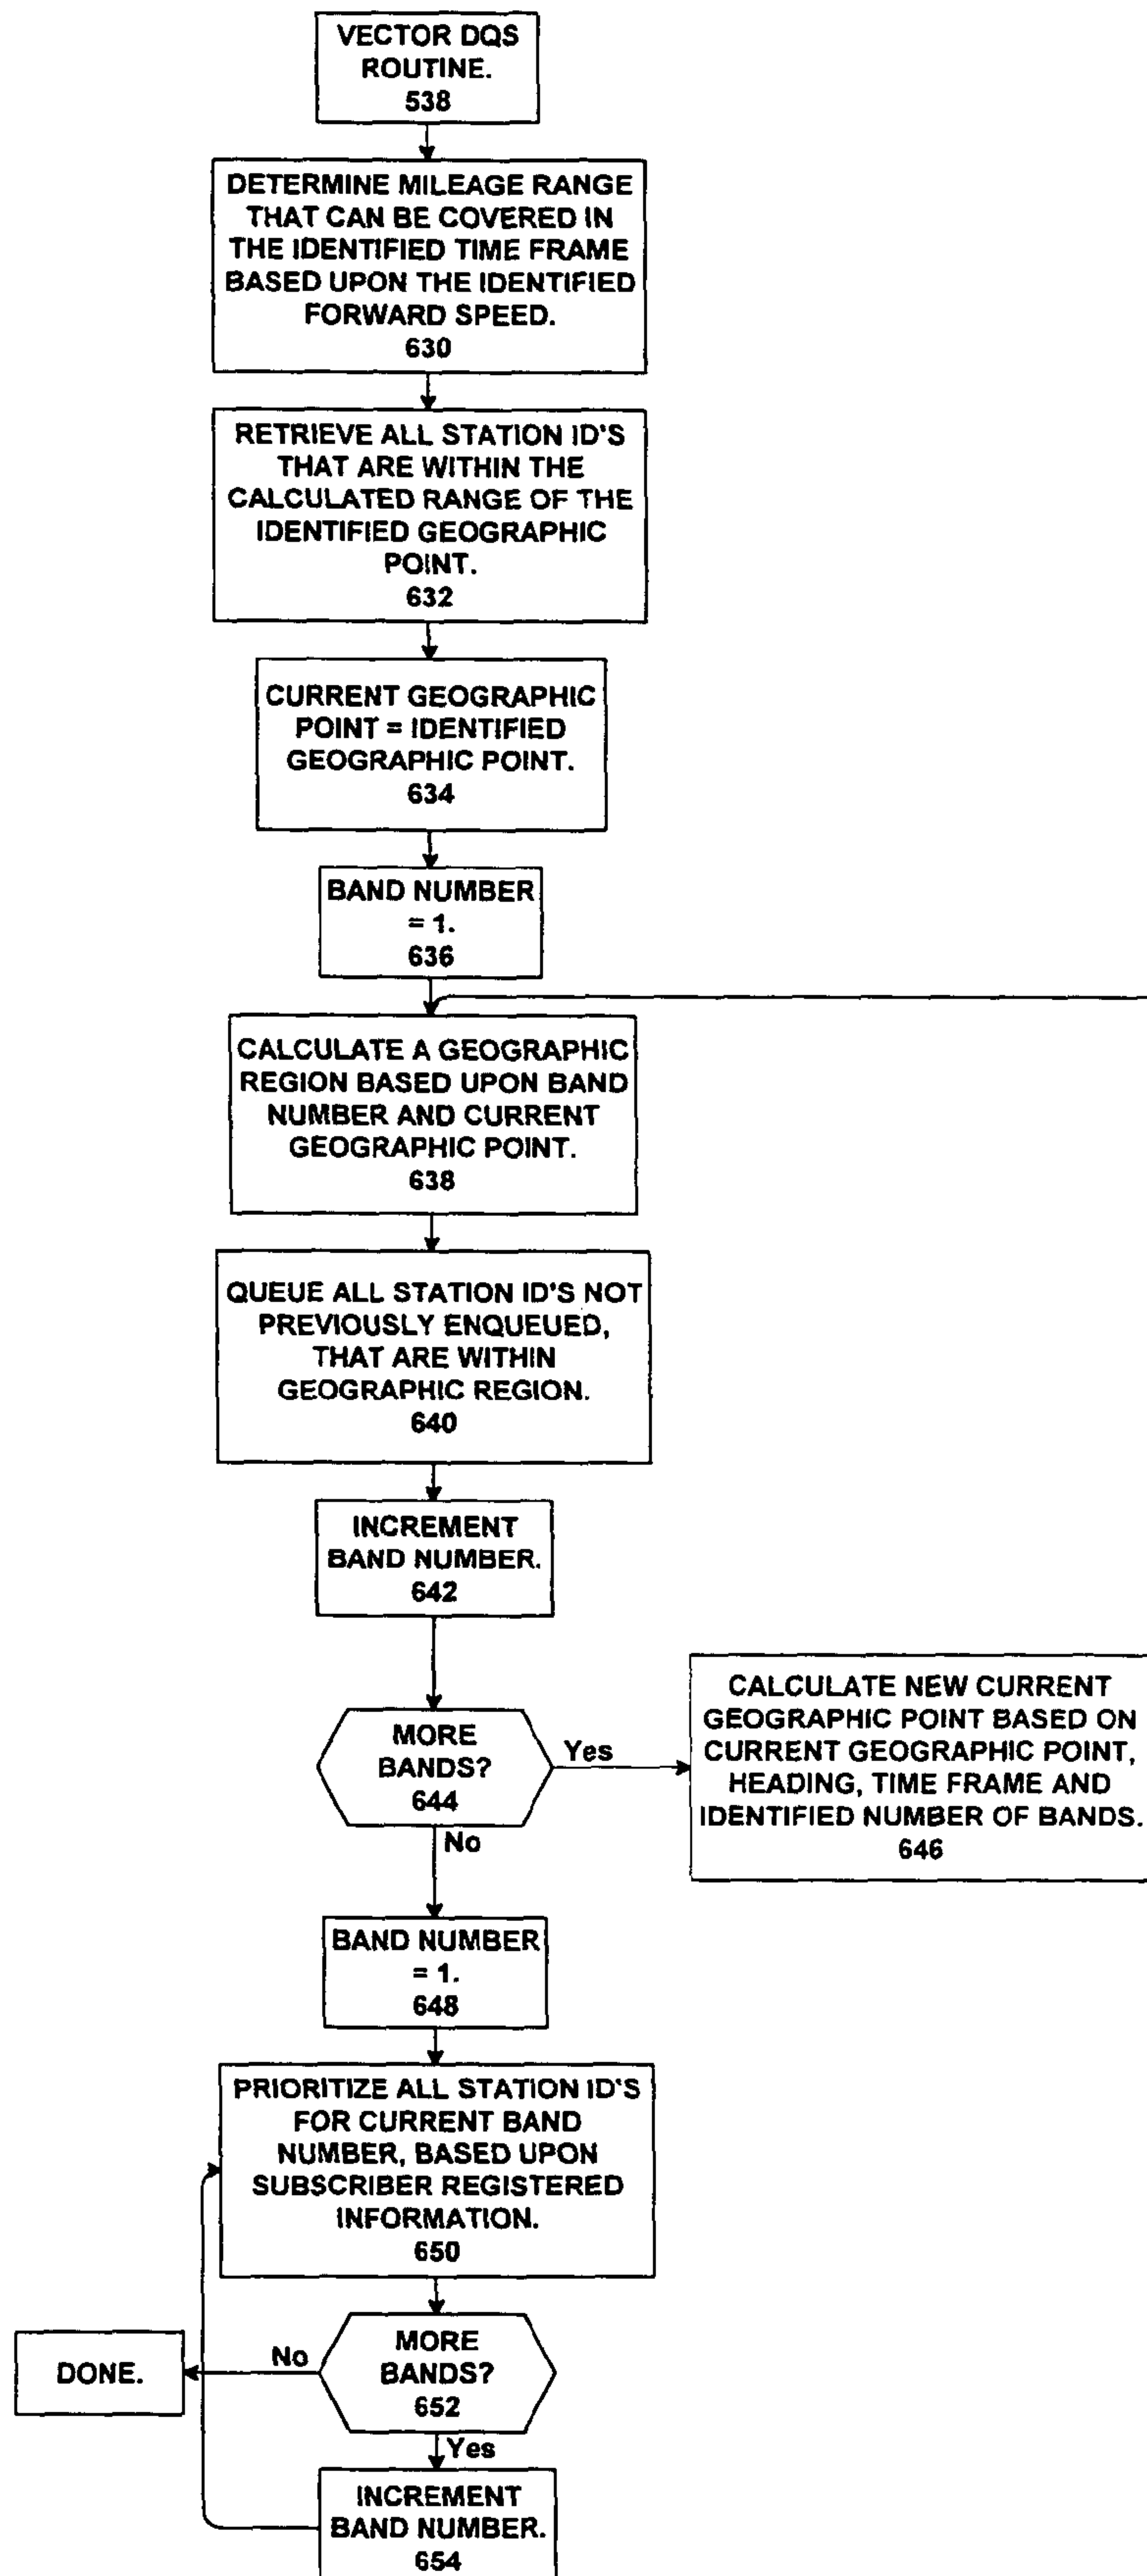 VECTOR DQS
ROUTINE.
538
DETERMINE MILEAGE RANGE
THAT CAN BE COVERED IN
THE IDENTIFIED TIME FRAME
BASED UPON THE IDENTIFIED
FORWARD SPEED.
630
RETRIEVE ALL STATION ID'S
THAT ARE WITHIN THE
CALCULATED RANGE OF THE
IDENTIFIED GEOGRAPHIC
POINT.
632
CURRENT GEOGRAPHIC
POINT = IDENTIFIED
GEOGRAPHIC POINT.
634
BAND NUMBER
= 1.
636
CALCULATE A GEOGRAPHIC
REGION BASED UPON BAND
NUMBER AND CURRENT
GEOGRAPHIC POINT.
638
QUEUE ALL STATION ID'S NOT
PREVIOUSLY ENQUEUED,
THAT ARE WITHIN
GEOGRAPHIC REGION.
640
INCREMENT
BAND NUMBER.
642
MORE
BANDS?
644
Yes
CALCULATE NEW CURRENT
GEOGRAPHIC POINT BASED ON
CURRENT GEOGRAPHIC POINT,
HEADING, TIME FRAME AND
IDENTIFIED NUMBER OF BANDS.
646
No
BAND NUMBER
= 1.
648
PRIORITIZE ALL STATION ID'S
FOR CURRENT BAND
NUMBER, BASED UPON
SUBSCRIBER REGISTERED
INFORMATION.
650
MORE
BANDS?
652
No
DONE.
Yes
INCREMENT
BAND NUMBER.
654